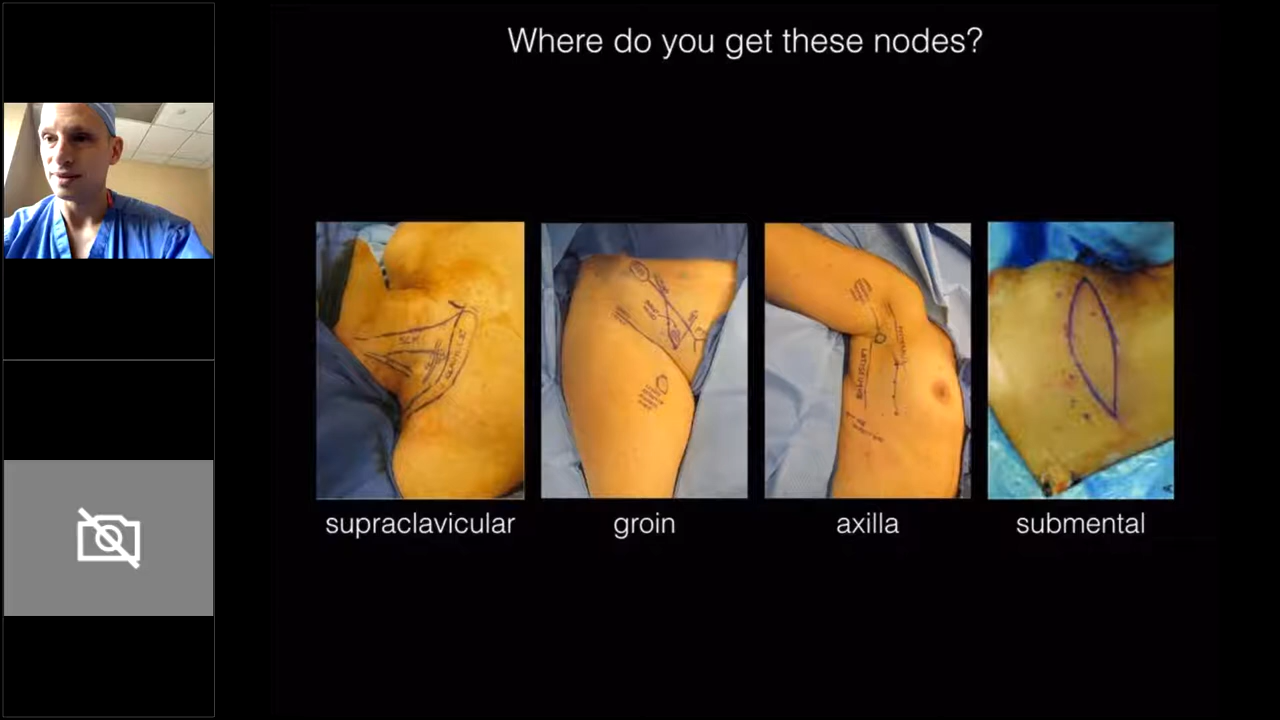 Where do you get these nodes?
supraclavicular
groin
axilla
submental